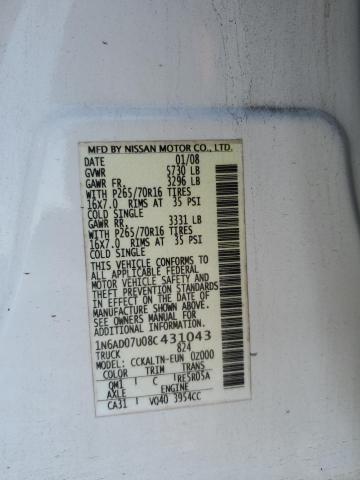 MFD BY NISSAN MOTOR CO., LTD.
DATE 01/08
GVWR 5730 LB
GAWR FR. 3296 LB
WITH P265/70R16 TIRES
16X7.0 RIMS AT 35 PSI
COLD SINGLE
GAWR RR. 3331 LB
WITH P265/70R16 TIRES
16X7.0 RIMS AT 35 PSI
COLD SINGLE
THIS VEHICLE CONFORMS TO
ALL APPLICABLE FEDERAL
MOTOR VEHICLE SAFETY AND
THEFT PREVENTION STANDARDS
IN EFFECT ON THE DATE OF
MANUFACTURE SHOWN ABOVE.
SEE OWNERS MANUAL FOR
ADDITIONAL INFORMATION.
1N6AD07U08C431043
TRUCK 824
MODEL: CCKALTN-EUN 0Z000
COLOR TRIM TRANS
QM1 C RE5R05A
AXLE ENGINE
CA31 VQ40 3954CC